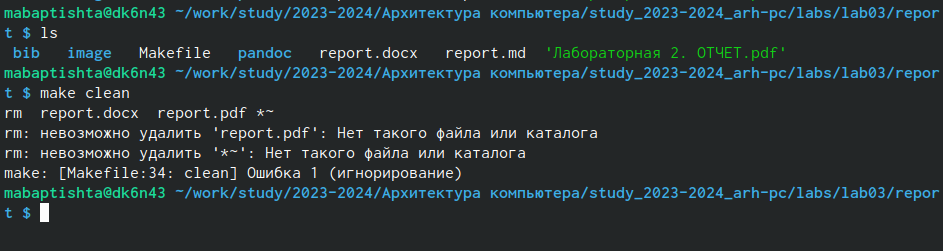 mabaptishta@dk6n43 ~/work/study/2023-2024/Архитектура компьютера/study_2023-2024_arh-pc/labs/lab03/repor
t $ ls
bib image Makefile pandoc report.docx report.md 'Лабораторная 2. ОТЧЕТ.pdf'
mabaptishta@dk6n43 ~/work/study/2023-2024/Архитектура компьютера/study_2023-2024_arh-pc/labs/lab03/repor
t $ make clean
rm  report.docx  report.pdf *~
rm: невозможно удалить 'report.pdf': Нет такого файла или каталога
rm: невозможно удалить '*~': Нет такого файла или каталога
make: [Makefile:34: clean] Ошибка 1 (игнорирование)
mabaptishta@dk6n43 ~/work/study/2023-2024/Архитектура компьютера/study_2023-2024_arh-pc/labs/lab03/repor
t $